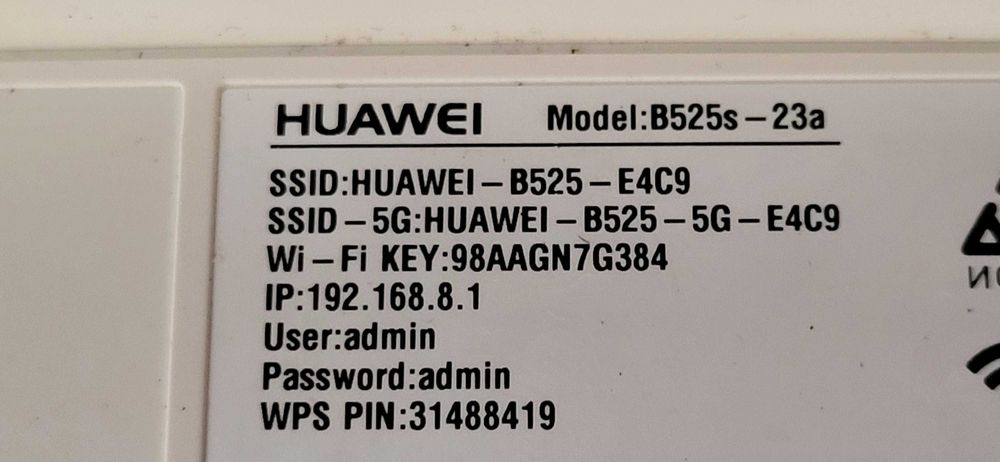 HUAWEI Model:B525s-23a
SSID:HUAWEI-B525-E4C9
SSID-5G:HUAWEI-B525-5G-E4C9
Wi-Fi KEY:98AAGN7G384
IP:192.168.8.1
User:admin
Password:admin
WPS PIN:31488419